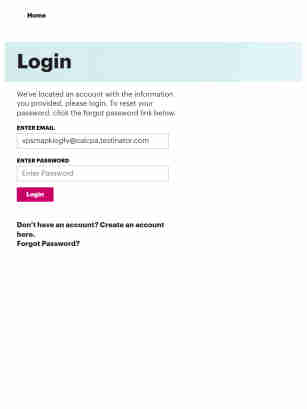 Home
Login
We've located an account with the information
you provided, please login. To reset your
password, click the forgot password link below.
ENTER EMAIL
xpsmapklogfv@calcpa.testinator.com
ENTER PASSWORD
Enter Password
Login
Don't have an account? Create an account
here.
Forgot Password?